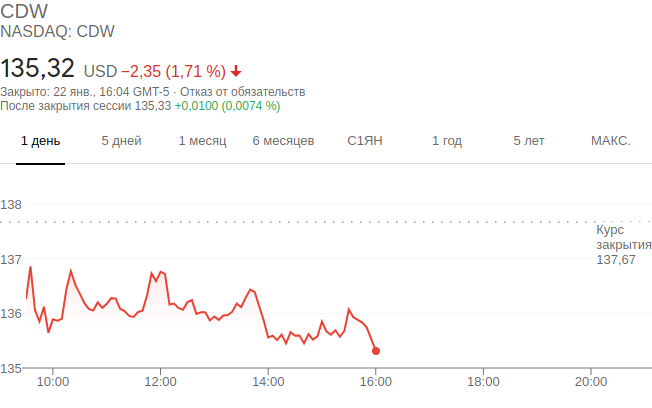 CDW
NASDAQ: CDW
135,32 USD −2,35 (1,71 %)
Закрыто: 22 янв., 16:04 GMT-5 · Отказ от обязательств
После закрытия сессии 135,33 +0,0100 (0,0074 %)
1 день 5 дней 1 месяц 6 месяцев С1ЯН 1 год 5 лет МАКС.
138
Курс
закрытия
137,67
137
136
135
10:00 12:00 14:00 16:00 18:00 20:00